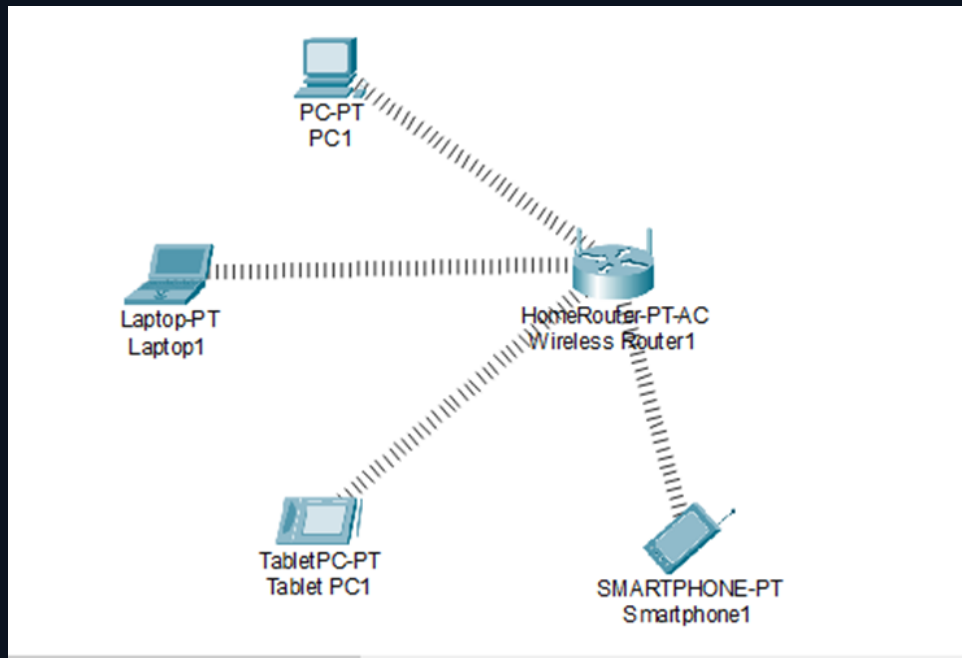 PC-PT
PC1
Laptop-PT
Laptop1
HomeRouter-PT-AC
Wireless Router1
TabletPC-PT
Tablet PC1
SMARTPHONE-PT
Smartphone1